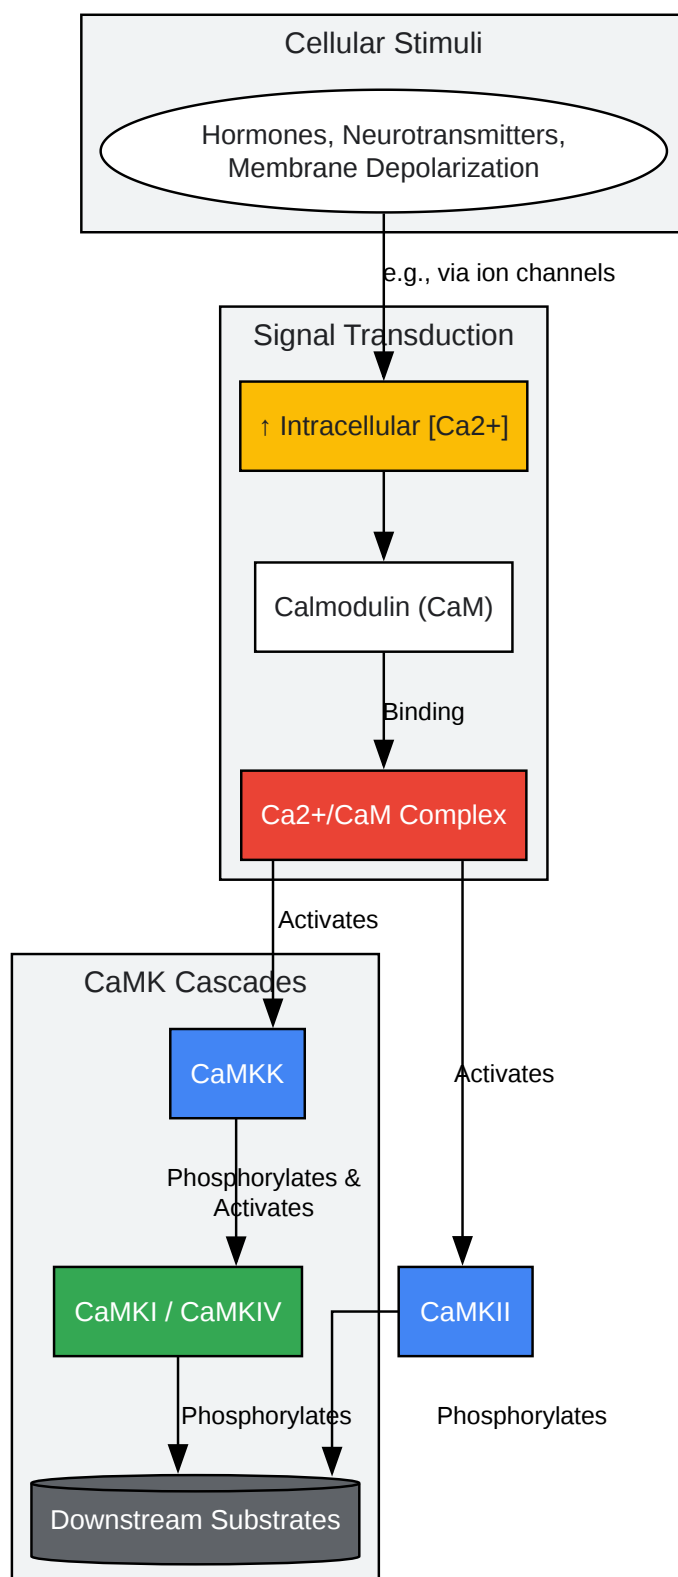 Cellular Stimuli
Hormones, Neurotransmitters,
Membrane Depolarization
e.g., via ion channels
Signal Transduction
↑ Intracellular [Ca2+]
Calmodulin (CaM)
Binding
Ca2+/CaM Complex
Activates
CaMK Cascades
CaMKK
Activates
Phosphorylates &
Activates
CaMKI / CaMKIV
CaMKII
Phosphorylates
Phosphorylates
Downstream Substrates